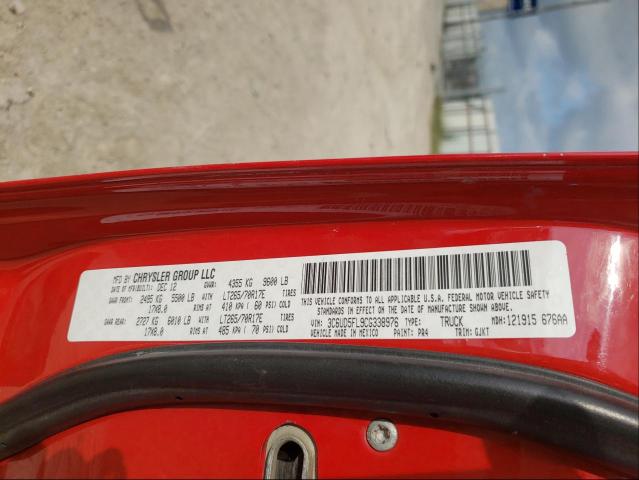 MFD BY CHRYSLER GROUP LLC
DATE OF MFR(BUILT): DEC 12 GVWR: 4355 KG 9600 LB
GAWR FRONT: 2495 KG 5500 LB WITH LT265/70R17E TIRES
17X8.0 RIMS AT 410 KPA ( 60 PSI) COLD
GAWR REAR: 2727 KG 6010 LB WITH LT265/70R17E TIRES
17X8.0 RIMS AT 485 KPA ( 70 PSI) COLD
THIS VEHICLE CONFORMS TO ALL APPLICABLE U.S.A. FEDERAL MOTOR VEHICLE SAFETY
STANDARDS IN EFFECT ON THE DATE OF MANUFACTURE SHOWN ABOVE.
VIN: 3C6UD5FL9CG338976 TYPE: TRUCK MDH: 121915 676AA
VEHICLE MADE IN MEXICO PAINT: PR4 TRIM: GJKT